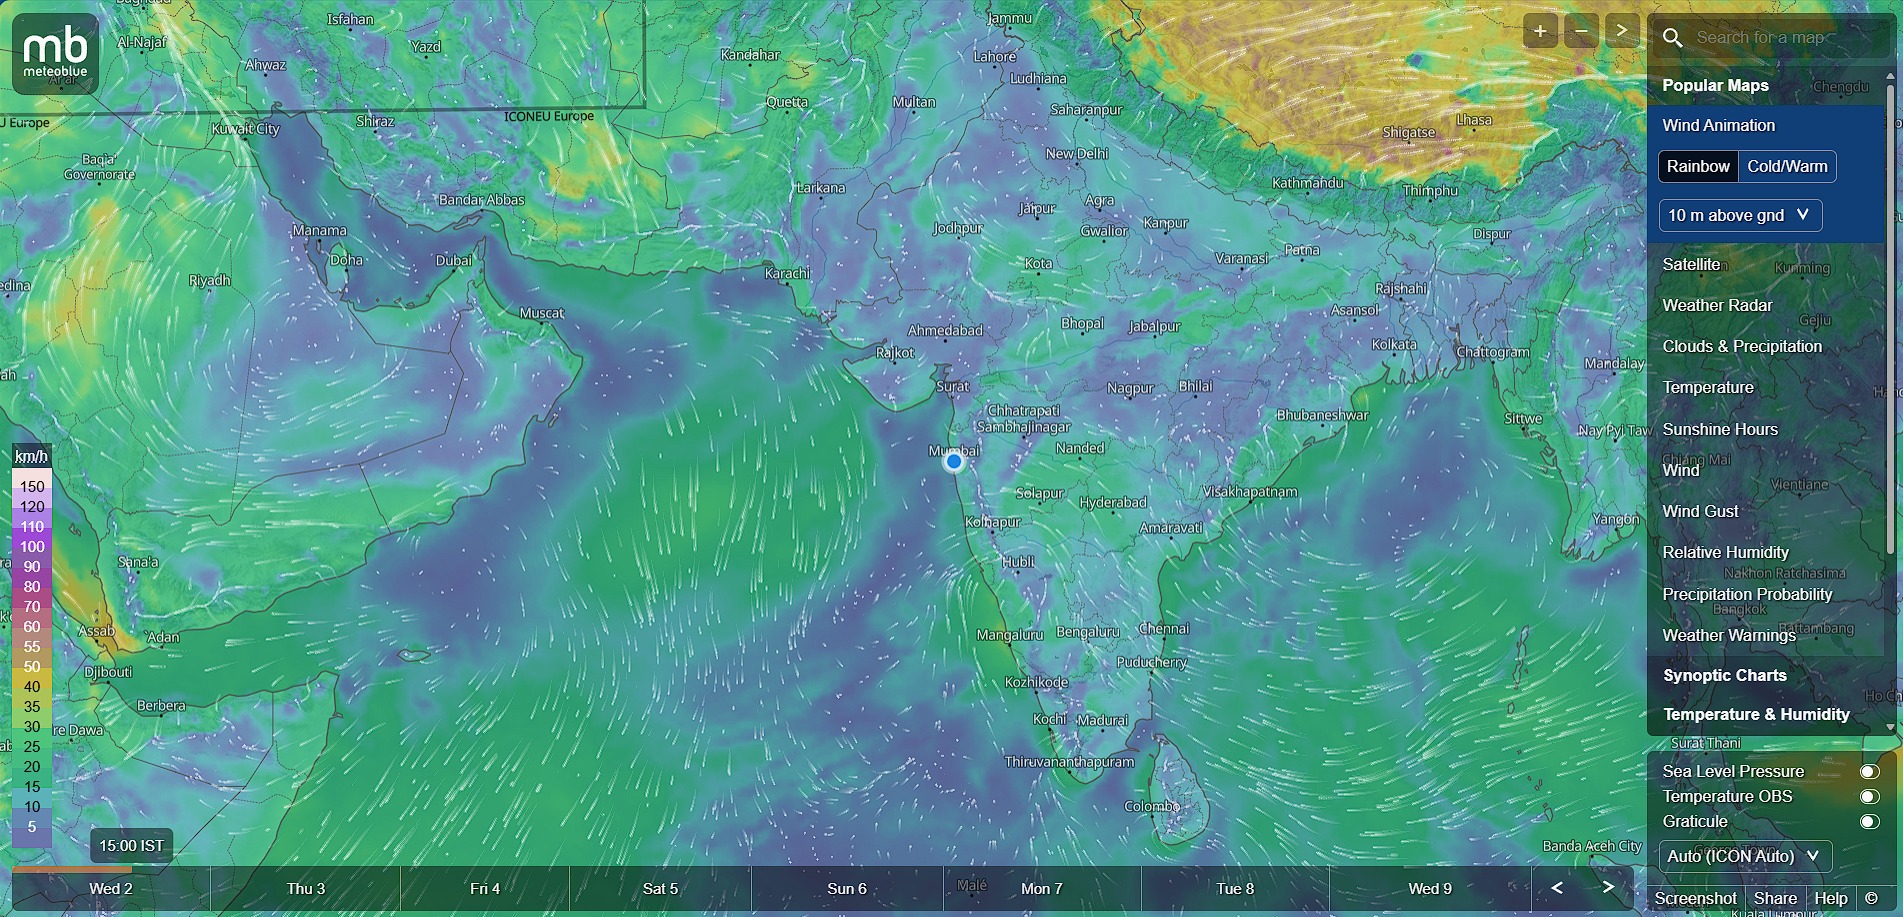 mb
meteoblue
Baghdad
Al-Najaf
Ar'ar
Isfahan
Yazd
Ahwaz
Kuwait City
Shiraz
ICONEU Europe
U Europe
Baqa'
Governorate
Bandar Abbas
Manama
Doha
Dubai
Riyadh
edina
Muscat
ah
Sana'a
Assab
Adan
Djibouti
Berbera
re Dawa
Kandahar
Quetta
Multan
Larkana
Karachi
Jammu
Lahore
Ludhiana
Saharanpur
New Delhi
Jaipur
Agra
Jodhpur
Gwalior
Kanpur
Kota
Varanasi
Patna
Kathmandu
Shigatse
Lhasa
Thimphu
Dispur
Rajshahi
Asansol
Kolkata
Chattogram
Mandalay
Sittwe
Nay Pyi Taw
Yangon
Ahmedabad
Rajkot
Bhopal
Jabalpur
Surat
Nagpur
Bhilai
Chhatrapati
Sambhajinagar
Bhubaneshwar
Mumbai
Nanded
Solapur
Hyderabad
Visakhapatnam
Kolhapur
Amaravati
Hubli
Mangaluru
Bengaluru
Chennai
Puducherry
Kozhikode
Kochi
Madurai
Thiruvananthapuram
Colombo
Malé
Banda Aceh City
km/h
150
120
110
100
90
80
70
60
55
50
40
35
30
25
20
15
10
5
15:00 IST
Wed 2
Thu 3
Fri 4
Sat 5
Sun 6
Mon 7
Tue 8
Wed 9
<
>
+
−
>
Search for a map
Popular Maps
Chengdu
Wind Animation
Rainbow
Cold/Warm
10 m above gnd
Satellite
Kunming
Weather Radar
Gejiu
Clouds & Precipitation
Temperature
Sunshine Hours
Chiang Mai
Wind
Vientiane
Wind Gust
Relative Humidity
Nakhon Ratchasima
Precipitation Probability
Bangkok
Battambang
Weather Warnings
Synoptic Charts
Temperature & Humidity
Surat Thani
Sea Level Pressure
Temperature OBS
Graticule
George Town
Auto (ICON Auto)
Screenshot
Share
Help
©
Kuala Lumpur